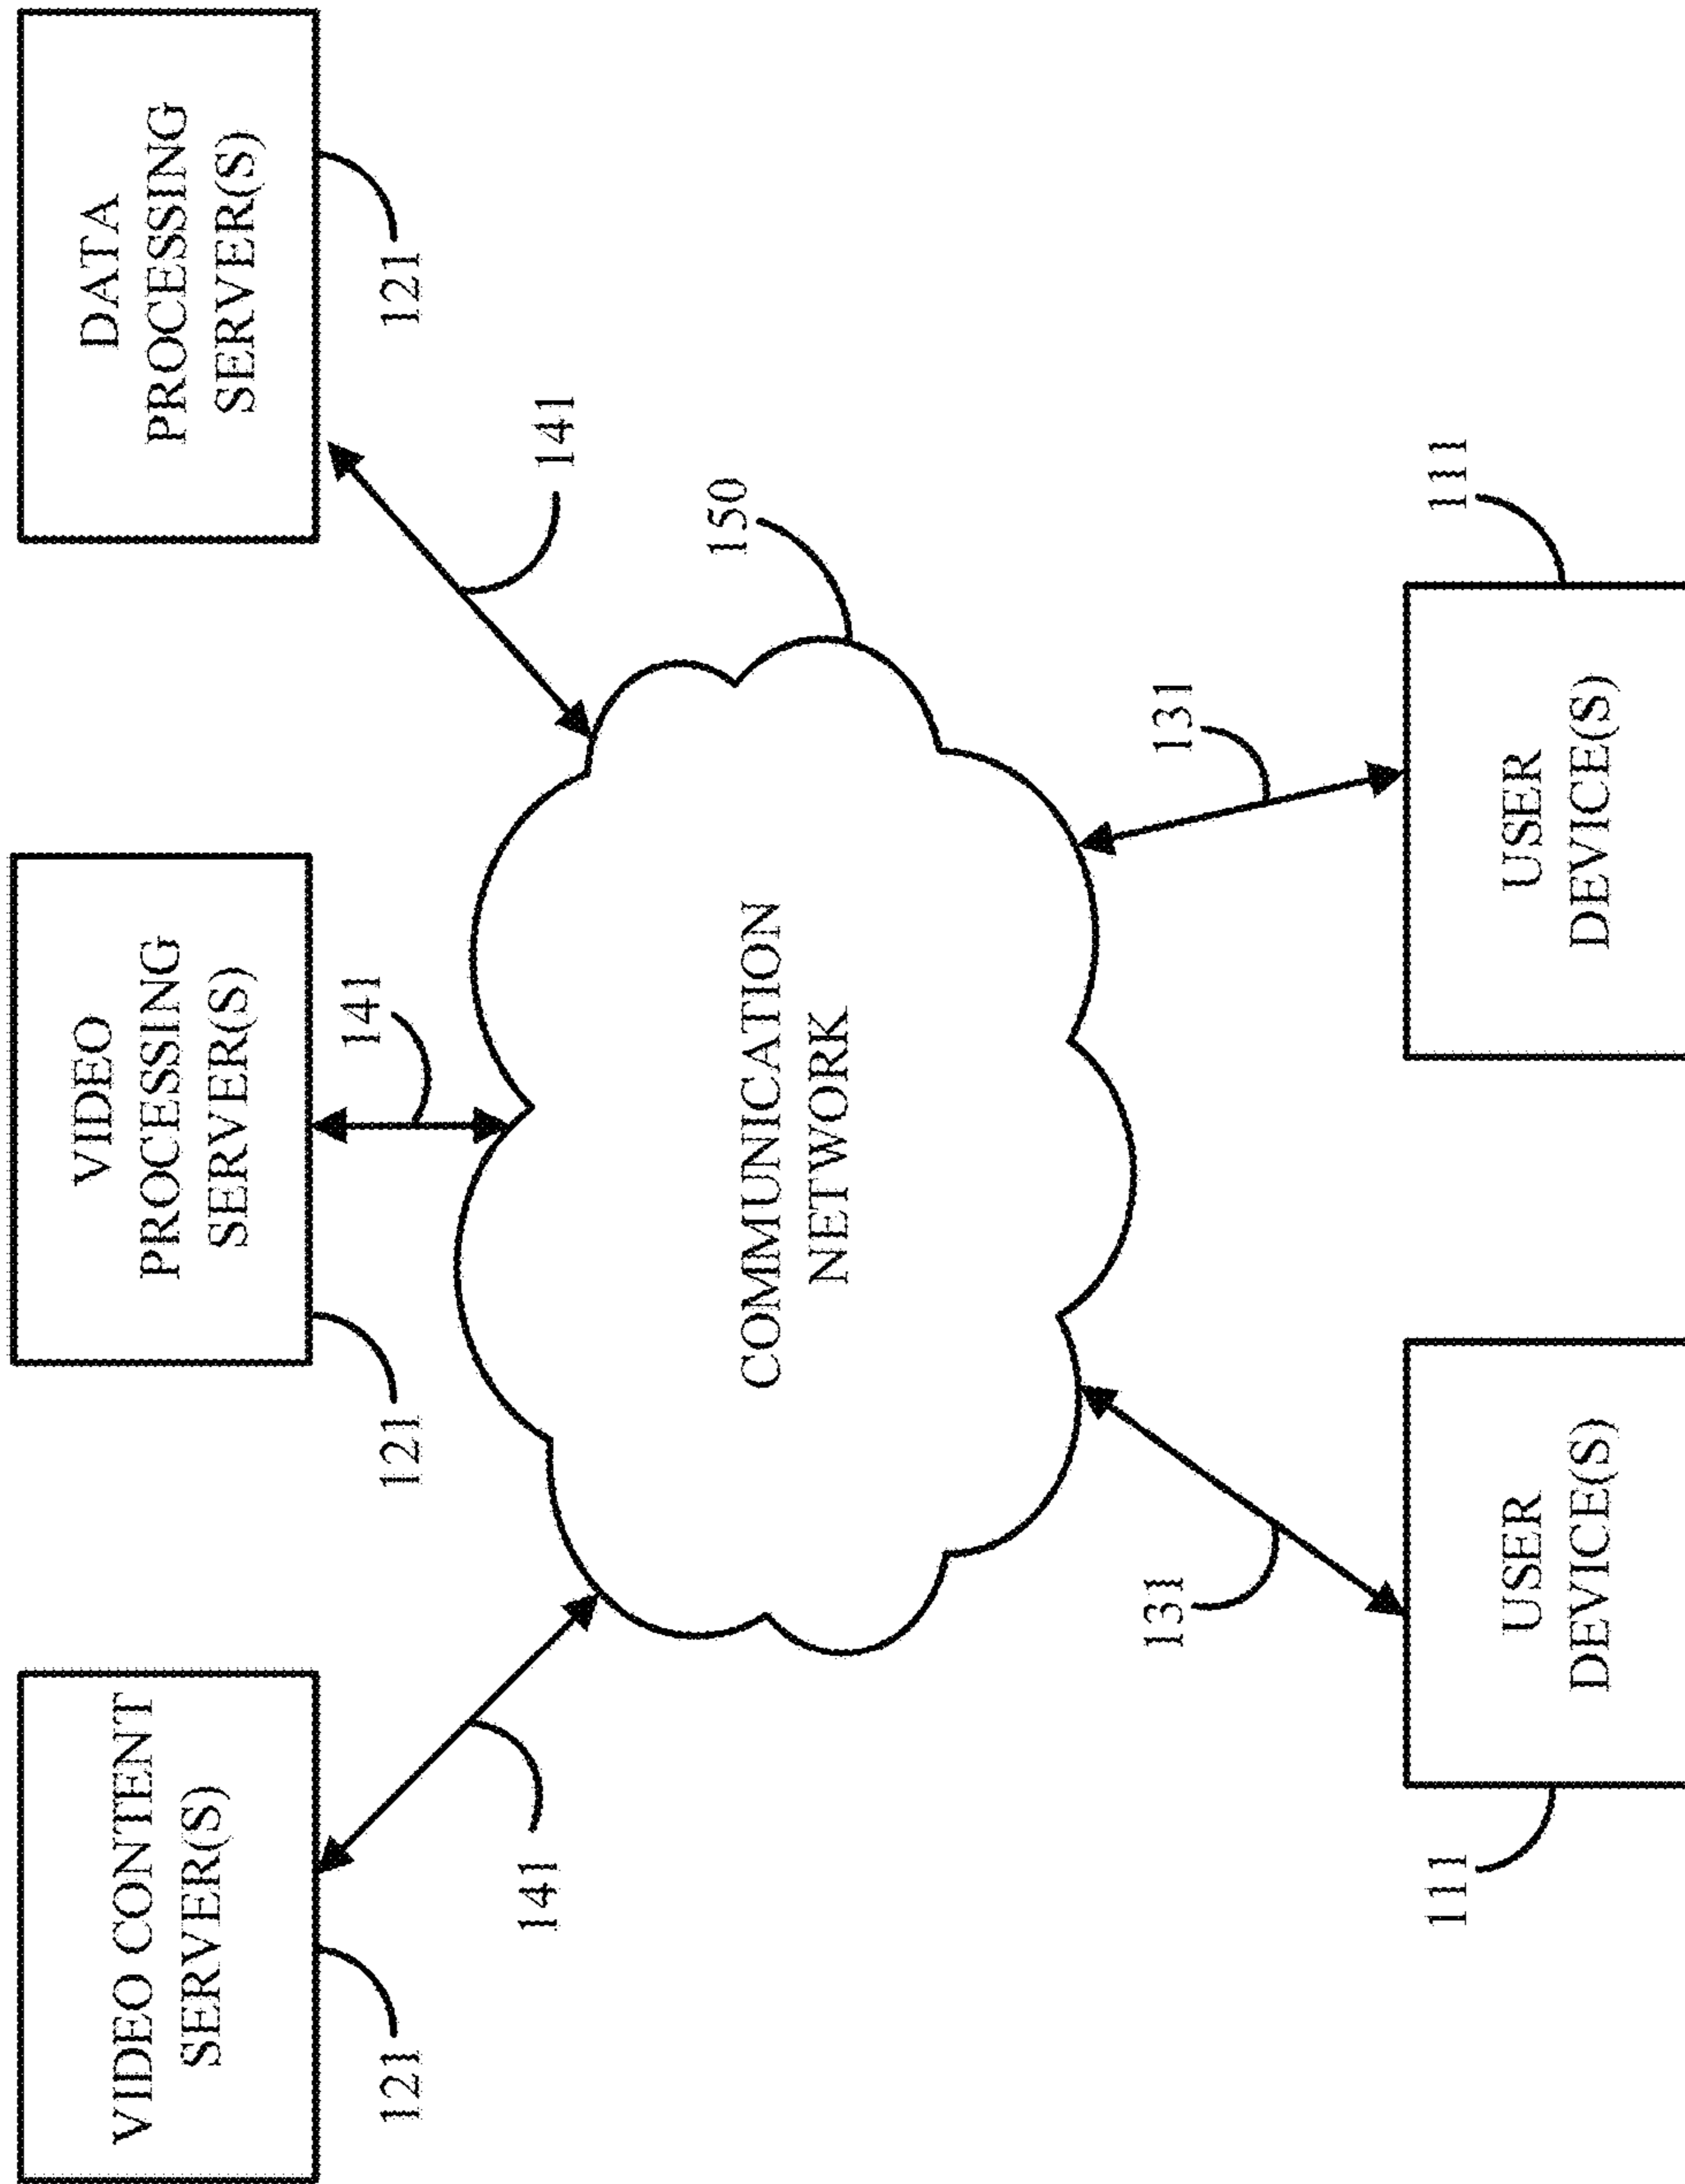 VIDEO CONTENT
SERVER(S)
121
VIDEO
PROCESSING
SERVER(S)
121
DATA
PROCESSING
SERVER(S)
121
141
141
141
150
COMMUNICATION
NETWORK
131
131
111
USER
DEVICE(S)
USER
DEVICE(S)
111